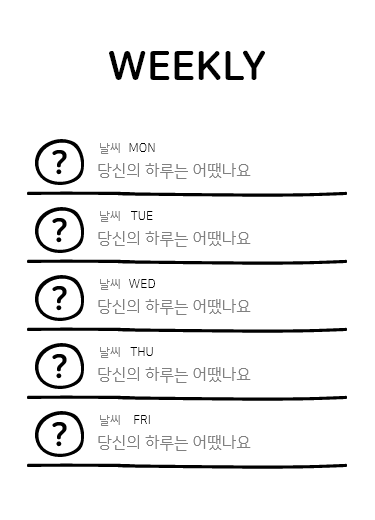 WEEKLY
? 날씨 MON
당신의 하루는 어땠나요
? 날씨 TUE
당신의 하루는 어땠나요
? 날씨 WED
당신의 하루는 어땠나요
? 날씨 THU
당신의 하루는 어땠나요
? 날씨 FRI
당신의 하루는 어땠나요